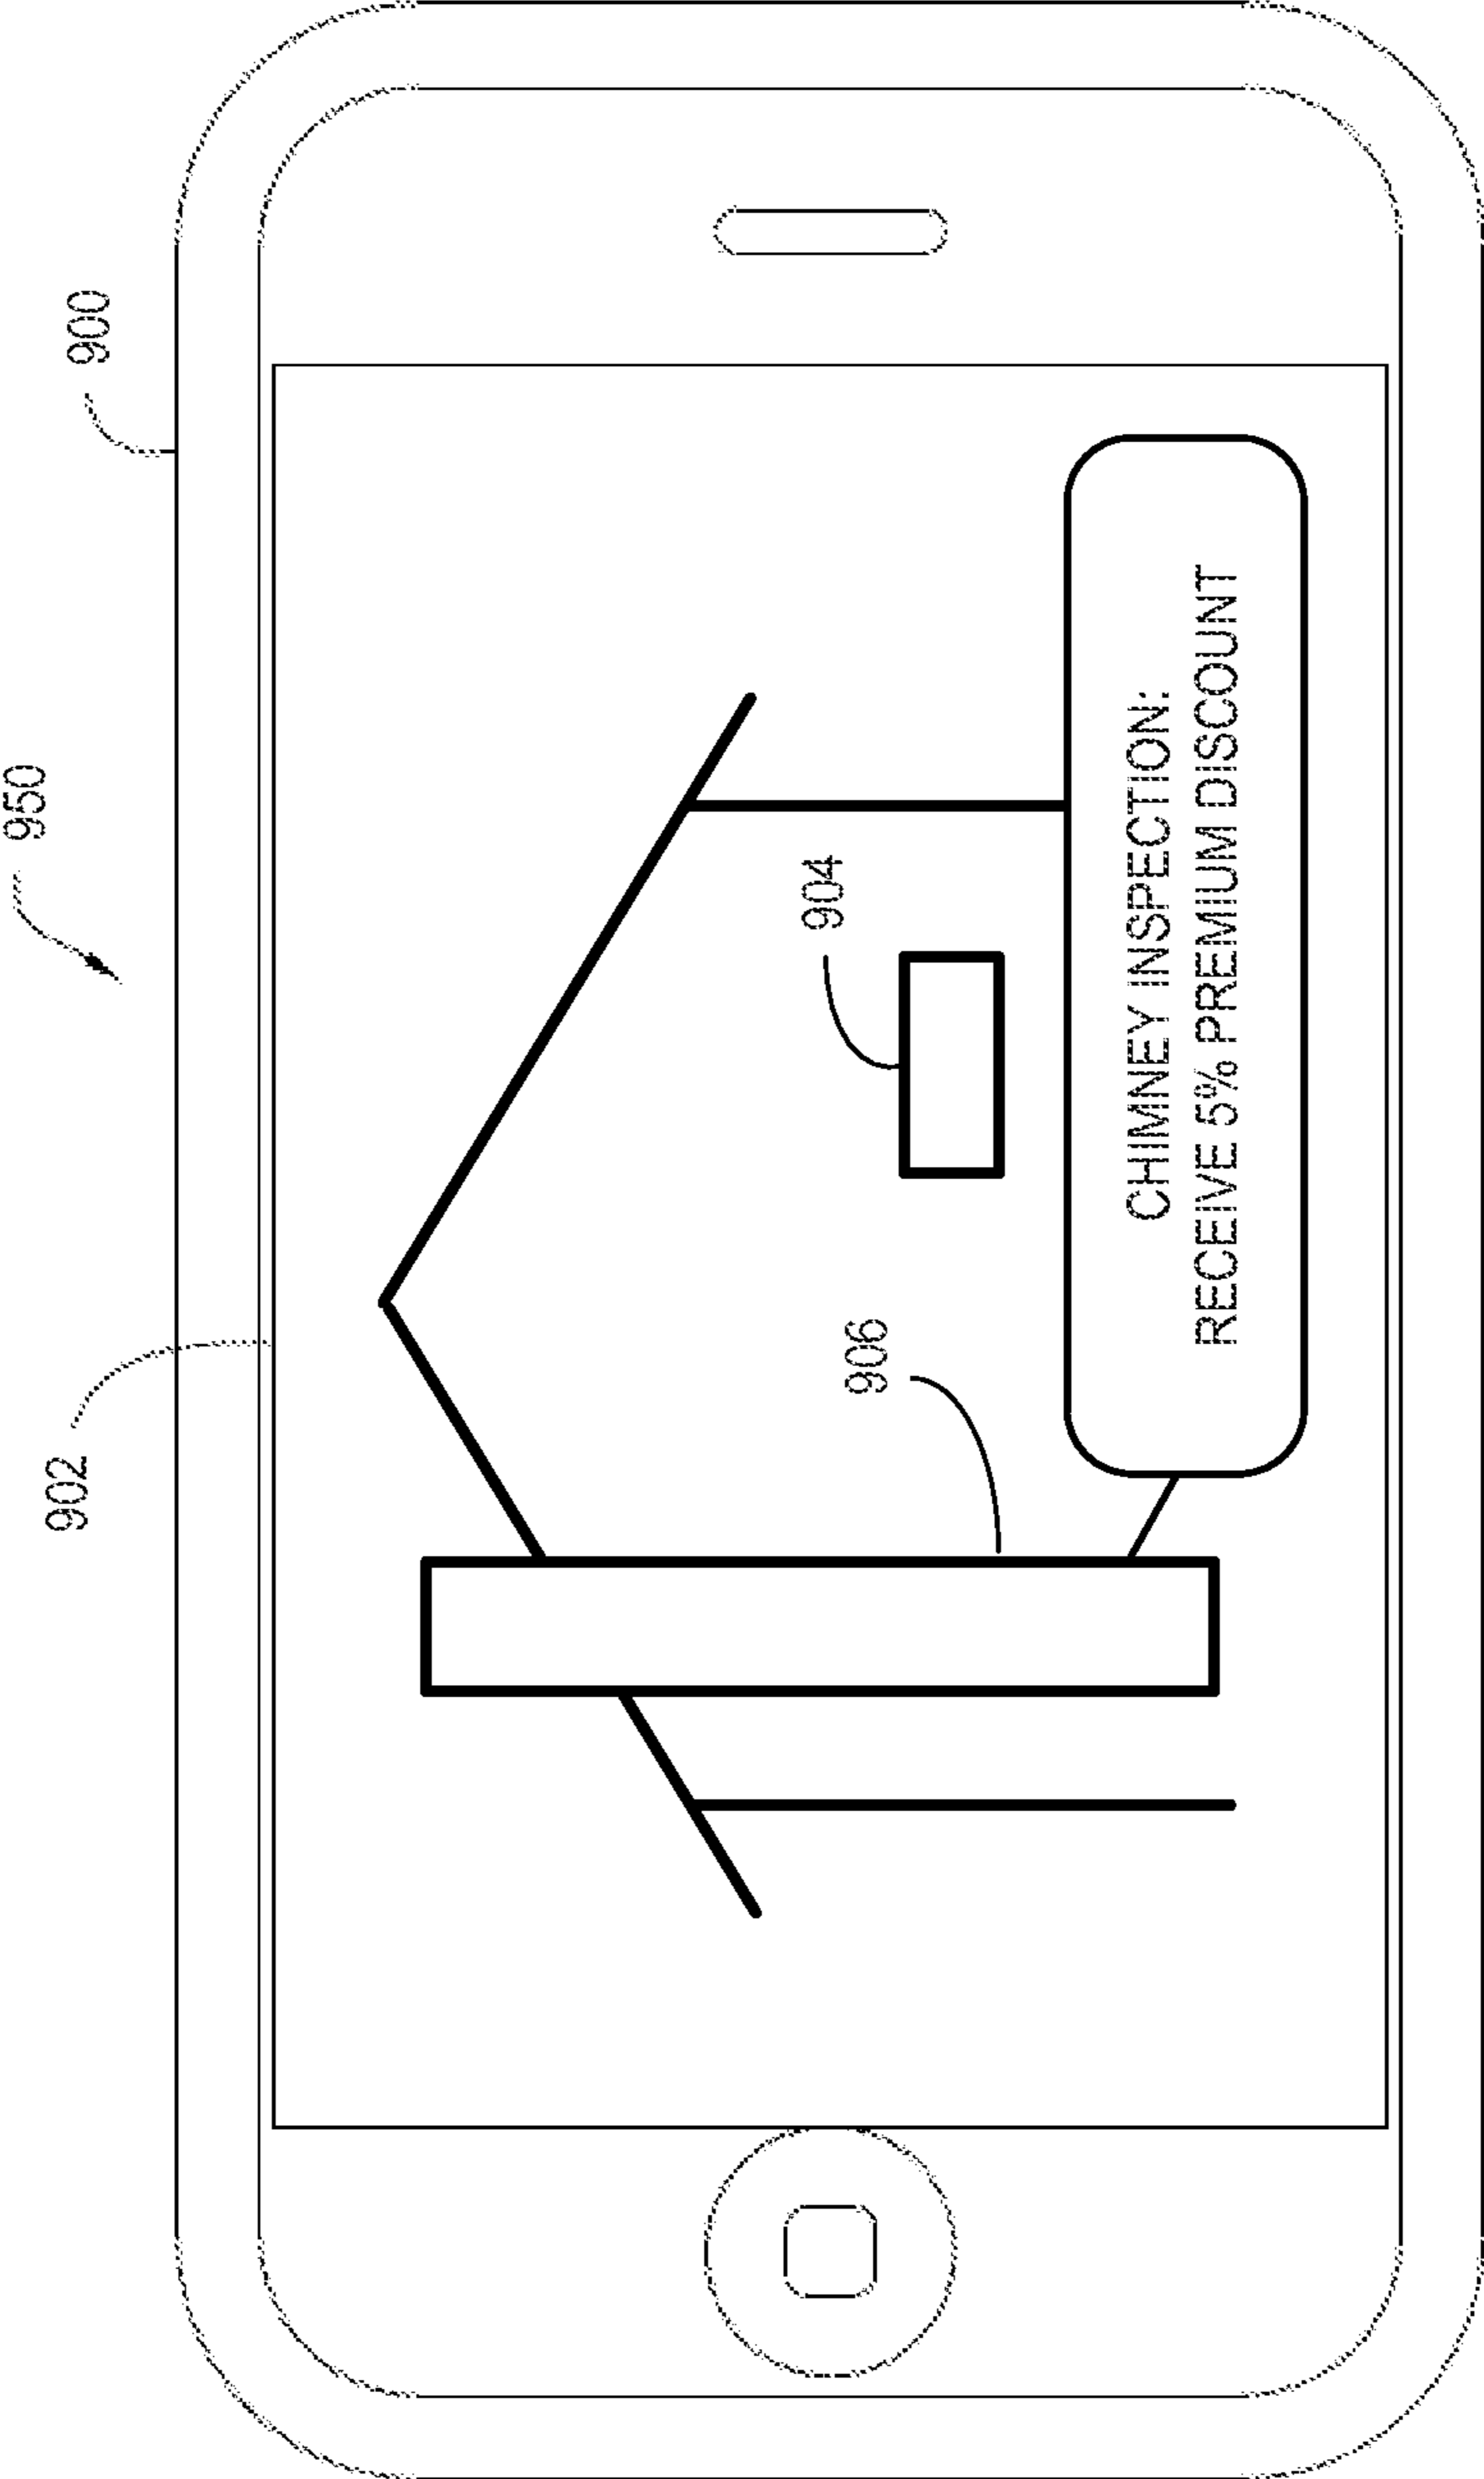 950
902
900
904
906
CHIMNEY INSPECTION:
RECEIVE 5% PREMIUM DISCOUNT